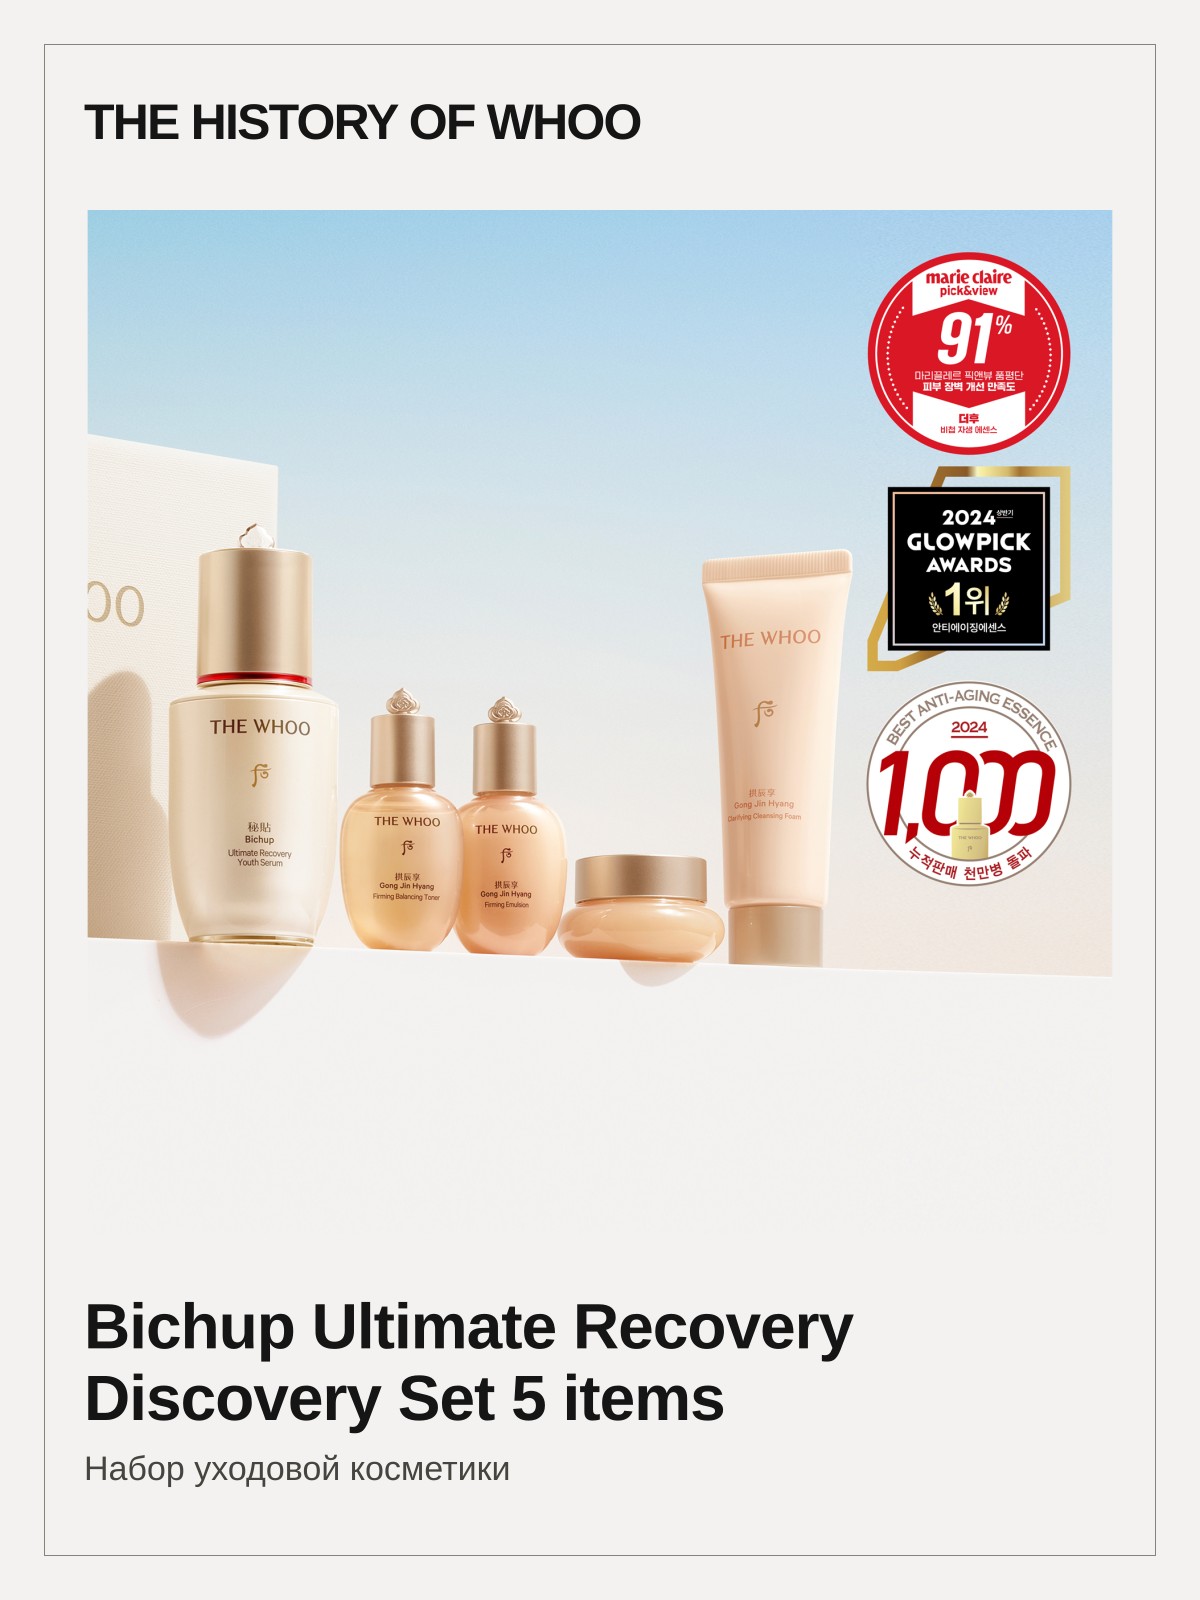 THE HISTORY OF WHOO
marie claire
pick&view
91%
마리끌레르 픽앤뷰 품평단
피부 장벽 개선 만족도
더후
비첩 자생 에센스
2024 상반기
GLOWPICK
AWARDS
1위
안티에이징에센스
BEST ANTI-AGING ESSENCE
2024
1,000
누적판매 천만병 돌파
OO
THE WHOO
秘貼
Bichup
Ultimate Recovery
Youth Serum
THE WHOO
拱辰享
Gong Jin Hyang
Firming Balancing Toner
THE WHOO
拱辰享
Gong Jin Hyang
Firming Emulsion
THE WHOO
拱辰享
Gong Jin Hyang
Clarifying Cleansing Foam
Bichup Ultimate Recovery
Discovery Set 5 items
Набор уходовой косметики